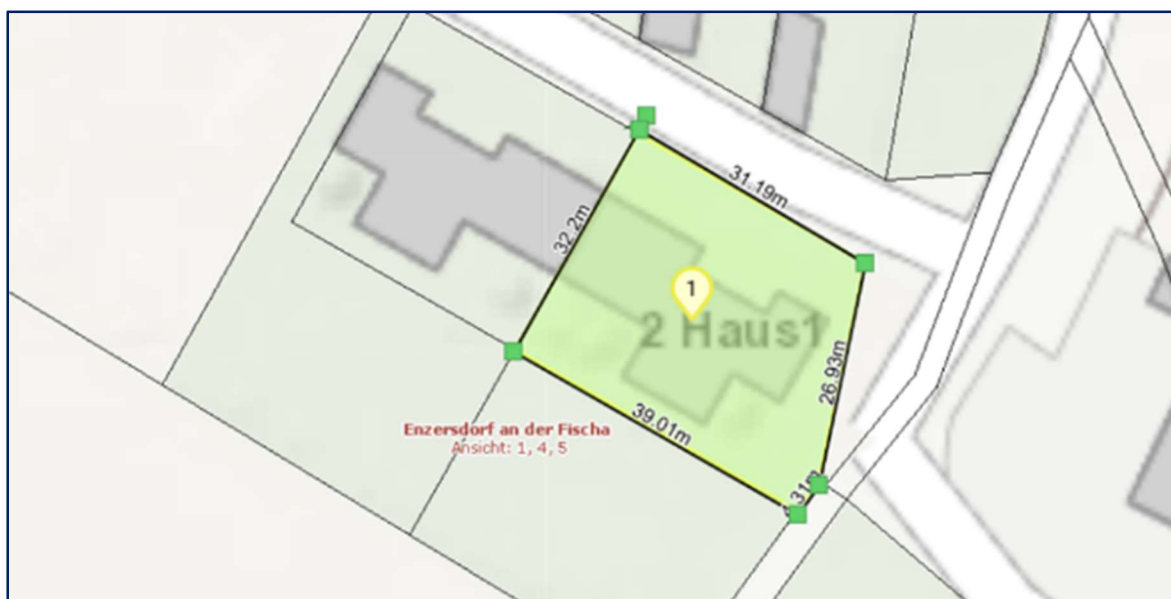 31.19m
32.2m
1
2 Haus1
26.93m
39.01m
Enzersdorf an der Fischa
Ansicht: 1, 4, 5